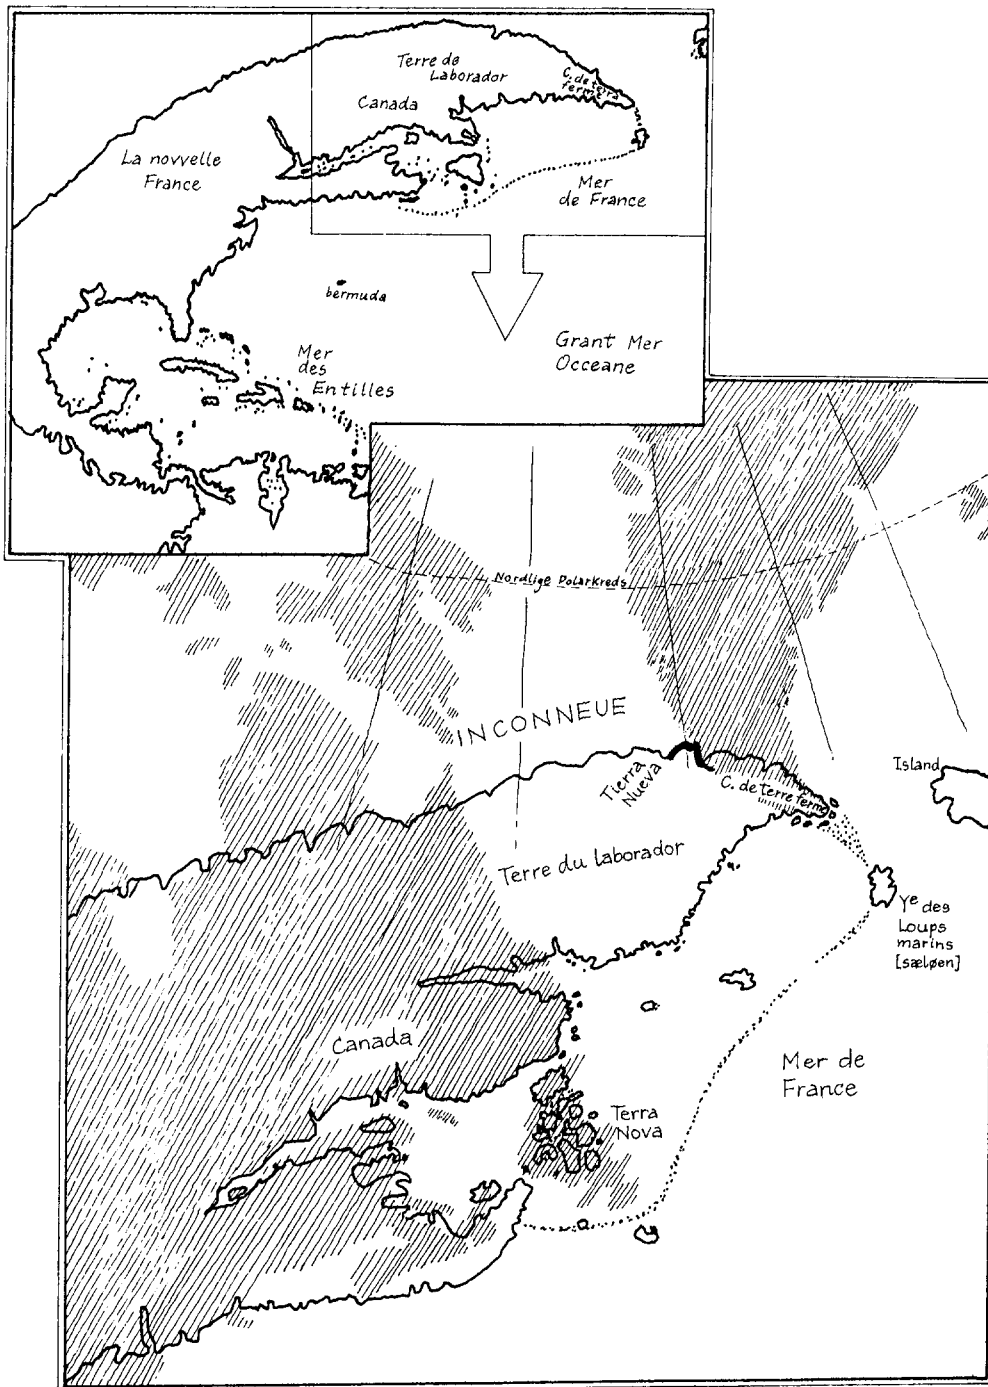 Terre de
Laborador
C. de terra
ferme
Canada
La novvelle
France
Mer
de France
bermuda
Grant Mer
Occeane
Mer
des
Entilles
Nordlige Polarkreds
INCONNEUE
Tierra
Nueva
C. de terre ferme
Island
Terre du laborador
Ye des
Loups
marins
[sæløen]
Canada
Mer de
France
Terra
Nova